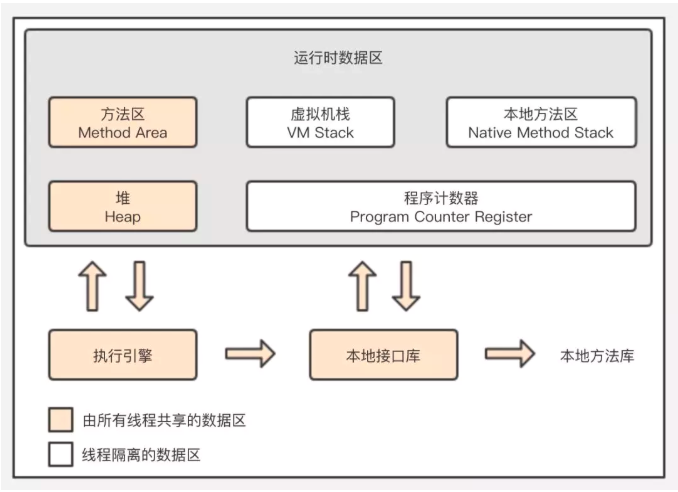 运行时数据区
方法区
Method Area
虚拟机栈
VM Stack
本地方法区
Native Method Stack
堆
Heap
程序计数器
Program Counter Register
执行引擎
本地接口库
本地方法库
由所有线程共享的数据区
线程隔离的数据区